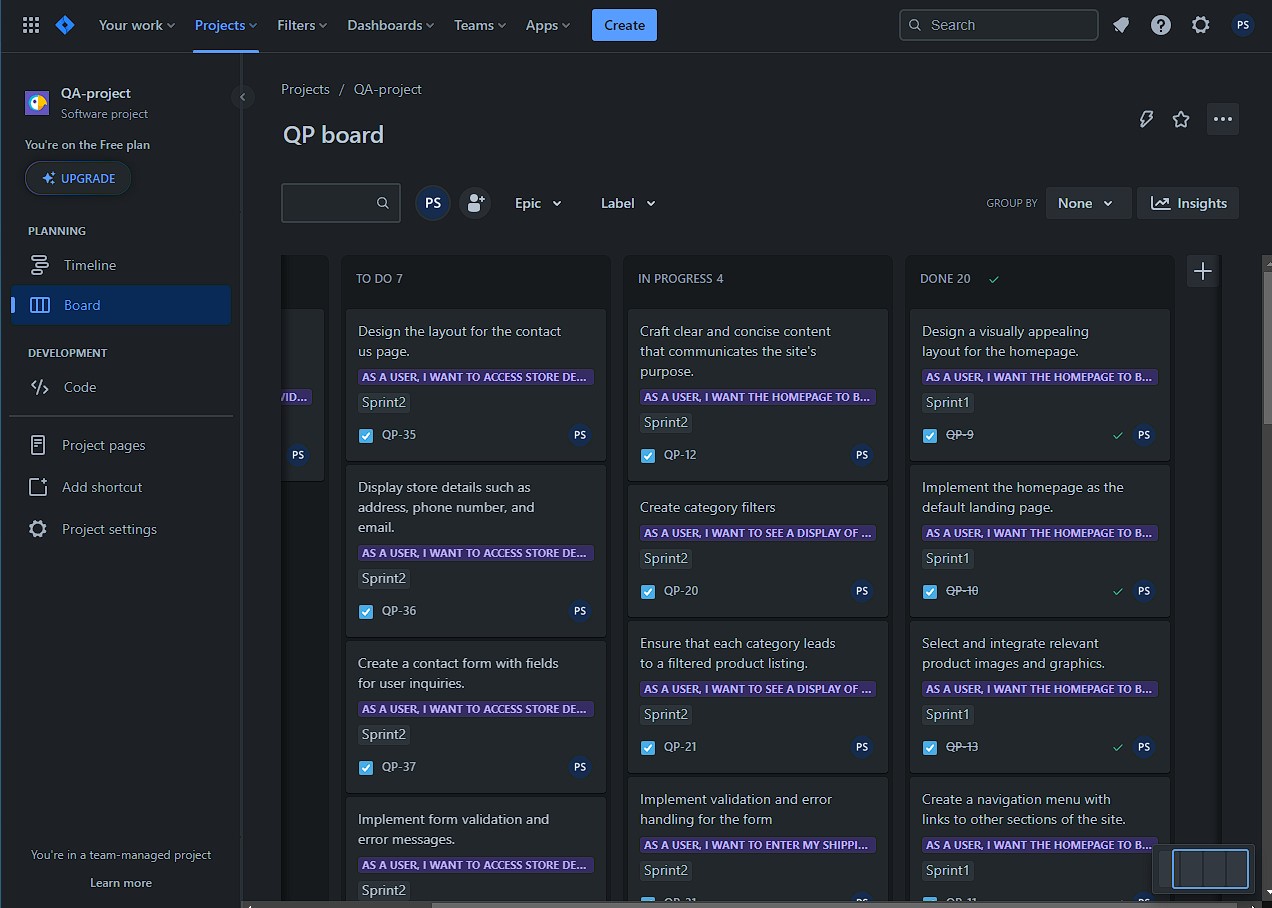 Your work Projects Filters Dashboards Teams Apps Create Search PS
QA-project
Software project
You're on the Free plan
UPGRADE
PLANNING
Timeline
Board
DEVELOPMENT
Code
Project pages
Add shortcut
Project settings
You're in a team-managed project
Learn more
Projects / QA-project
QP board
PS Epic Label GROUP BY None Insights
VID...
PS
TO DO 7
Design the layout for the contact
us page.
AS A USER, I WANT TO ACCESS STORE DE...
Sprint2
QP-35 PS
Display store details such as
address, phone number, and
email.
AS A USER, I WANT TO ACCESS STORE DE...
Sprint2
QP-36 PS
Create a contact form with fields
for user inquiries.
AS A USER, I WANT TO ACCESS STORE DE...
Sprint2
QP-37 PS
Implement form validation and
error messages.
AS A USER, I WANT TO ACCESS STORE DE...
Sprint2
IN PROGRESS 4
Craft clear and concise content
that communicates the site's
purpose.
AS A USER, I WANT THE HOMEPAGE TO B...
Sprint2
QP-12 PS
Create category filters
AS A USER, I WANT TO SEE A DISPLAY OF ...
Sprint2
QP-20 PS
Ensure that each category leads
to a filtered product listing.
AS A USER, I WANT TO SEE A DISPLAY OF ...
Sprint2
QP-21 PS
Implement validation and error
handling for the form
AS A USER, I WANT TO ENTER MY SHIPPI...
Sprint2
DONE 20
Design a visually appealing
layout for the homepage.
AS A USER, I WANT THE HOMEPAGE TO B...
Sprint1
QP-9 PS
Implement the homepage as the
default landing page.
AS A USER, I WANT THE HOMEPAGE TO B...
Sprint1
QP-10 PS
Select and integrate relevant
product images and graphics.
AS A USER, I WANT THE HOMEPAGE TO B...
Sprint1
QP-13 PS
Create a navigation menu with
links to other sections of the site.
AS A USER, I WANT THE HOMEPAGE TO B...
Sprint1